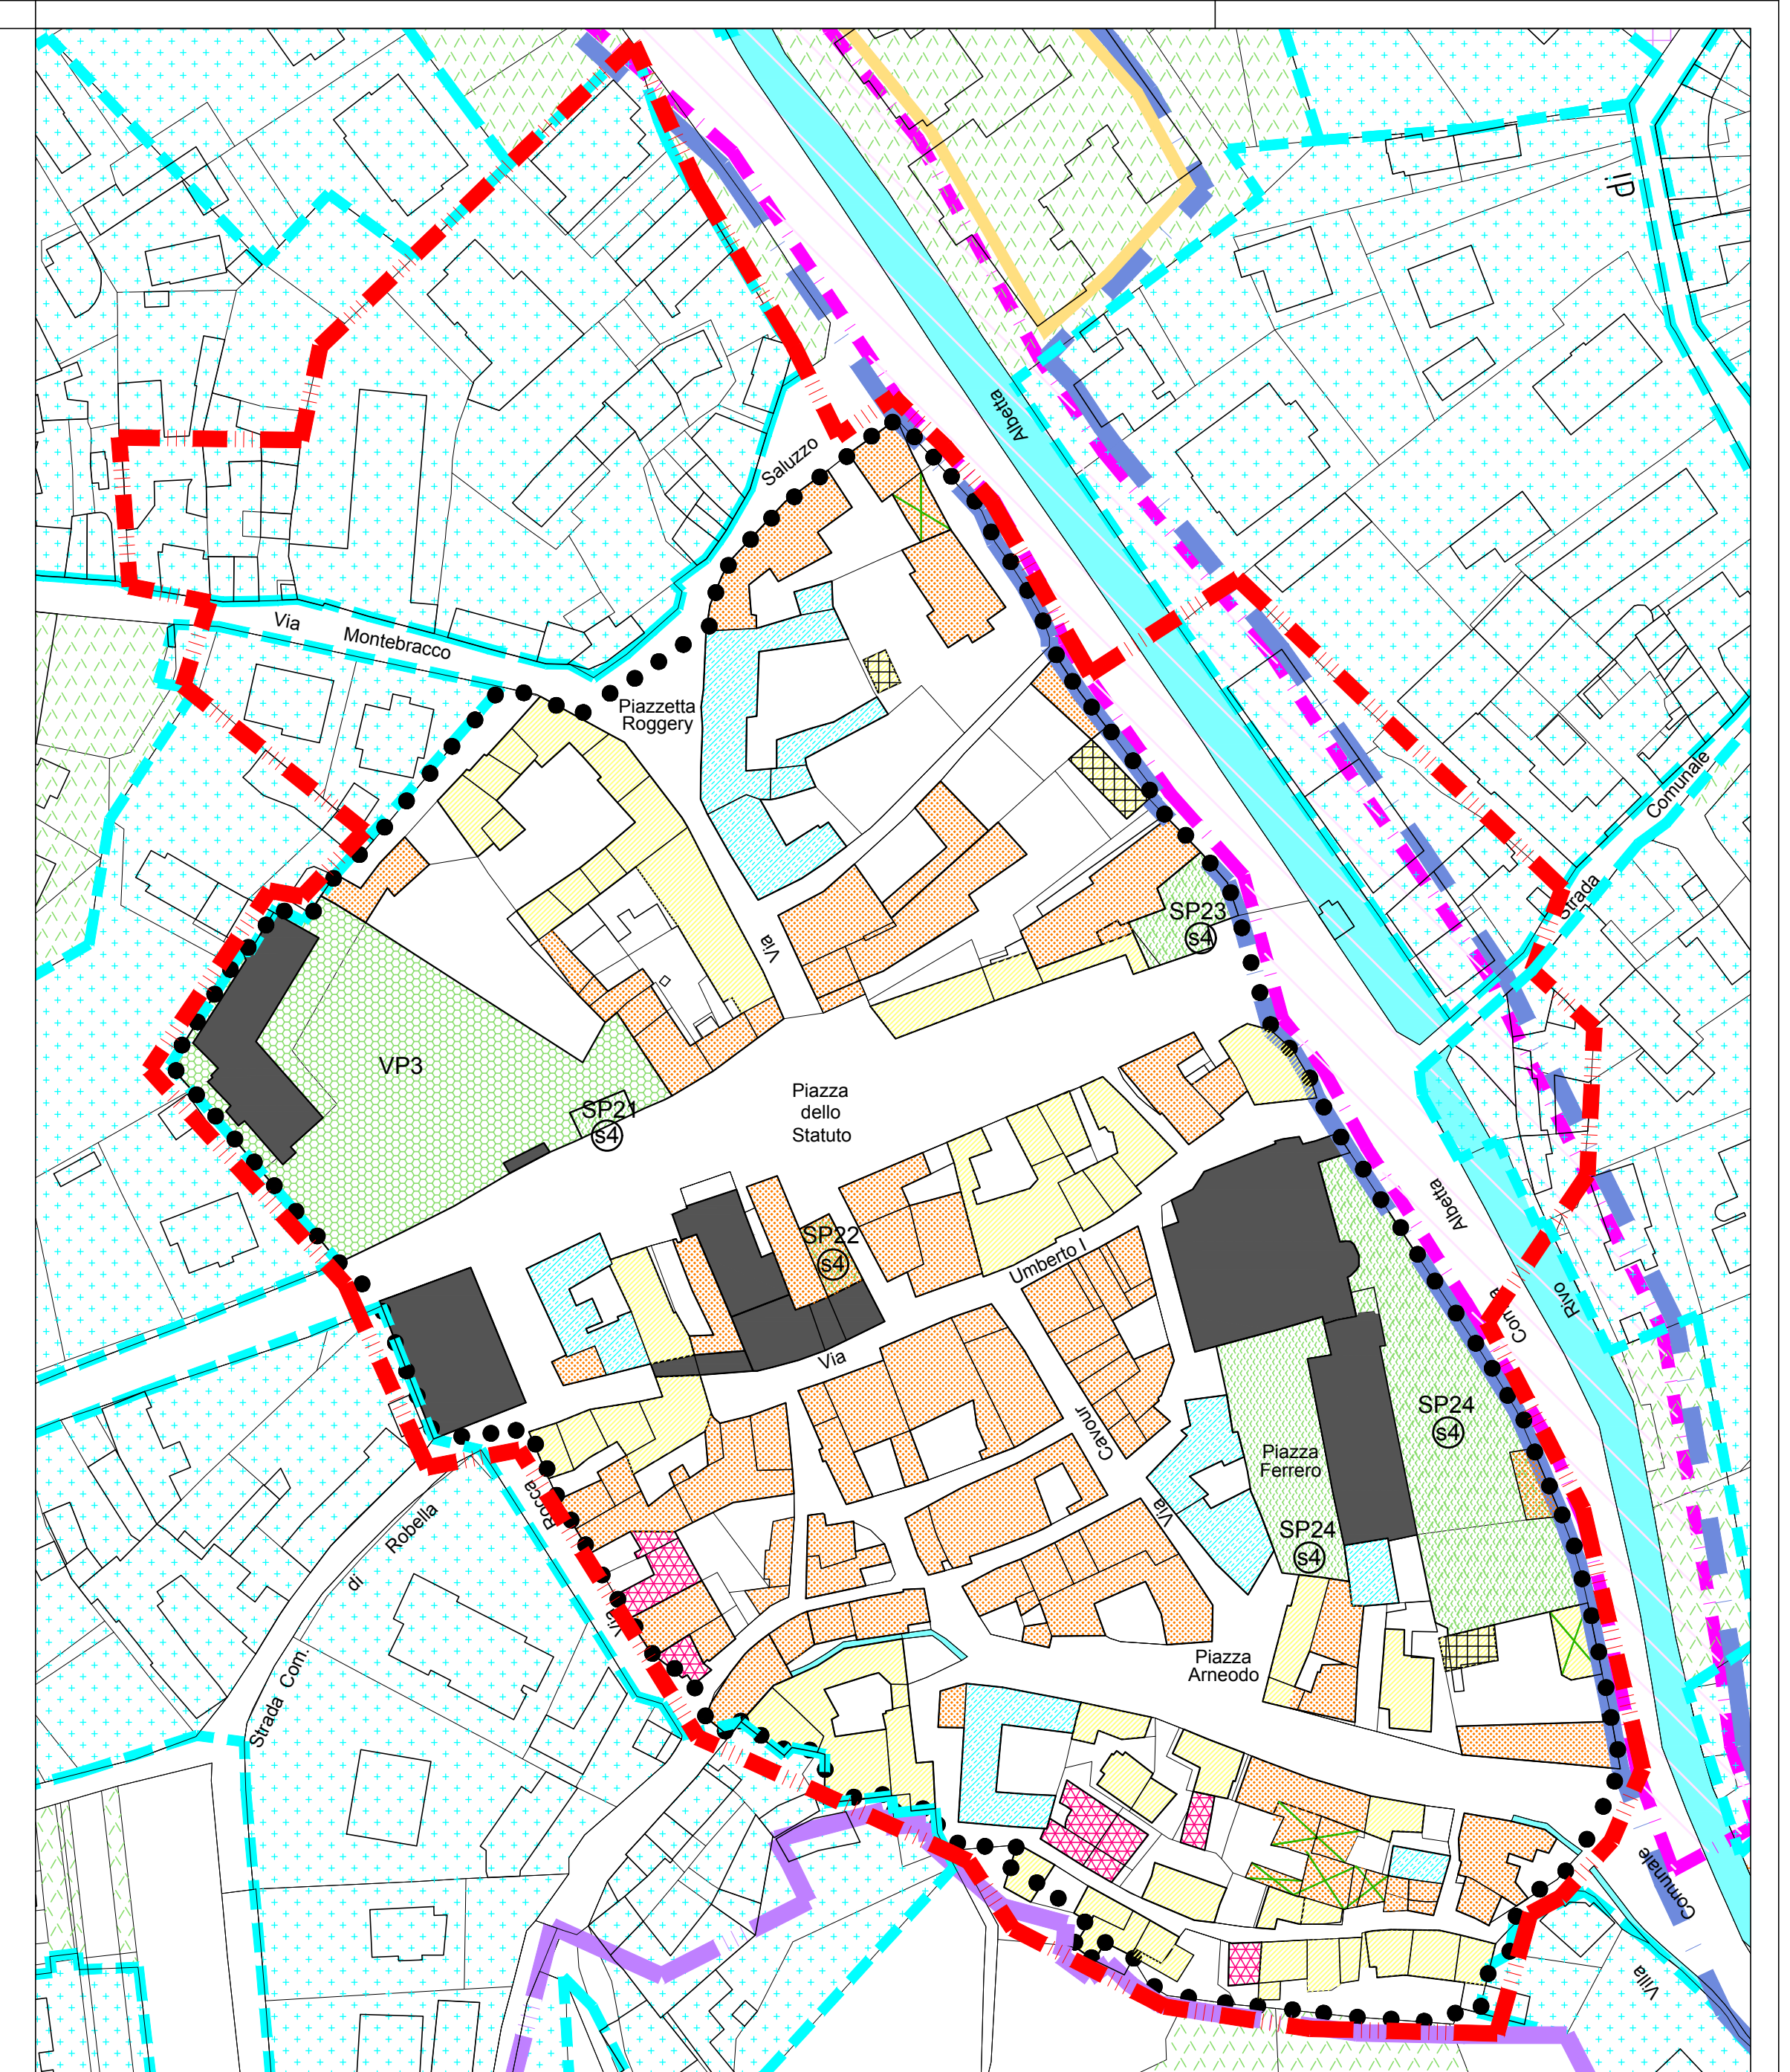 di
Albetta
Saluzzo
Via
Montebracco
Piazzetta
Roggery
Comunale
Strada
SP23
s4
Via
VP3
SP21
s4
Piazza
dello
Statuto
Albetta
SP22
s4
Umberto I
Rivo
Com.a
Via
SP24
s4
Cavour
Piazza
Ferrero
Rocca
Via
Robella
SP24
s4
di
Via
Piazza
Arneodo
Strada Com.
Comunale
Villa